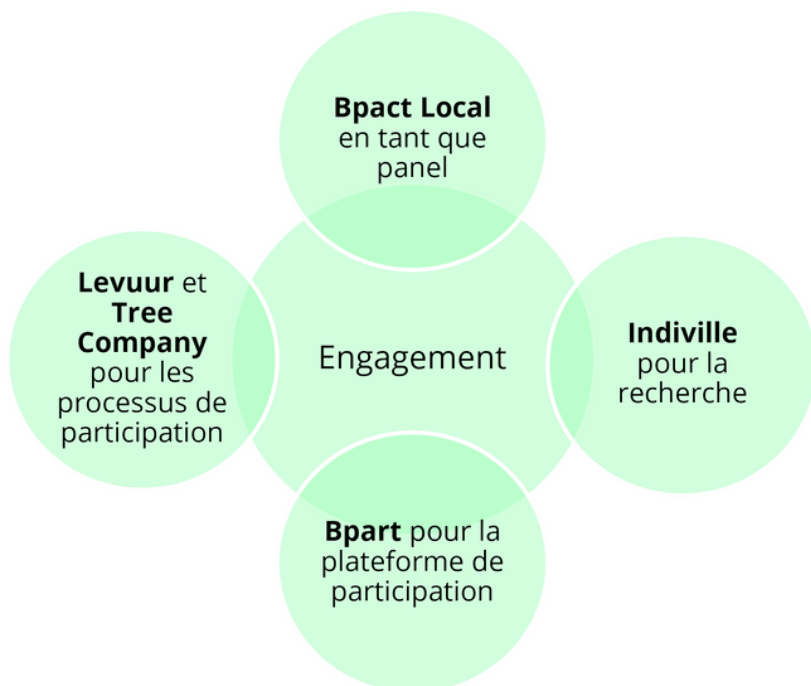 Bpact Local
en tant que
panel
Levuur et
Tree
Company
pour les
processus de
participation
Engagement
Indiville
pour la
recherche
Bpart pour la
plateforme de
participation